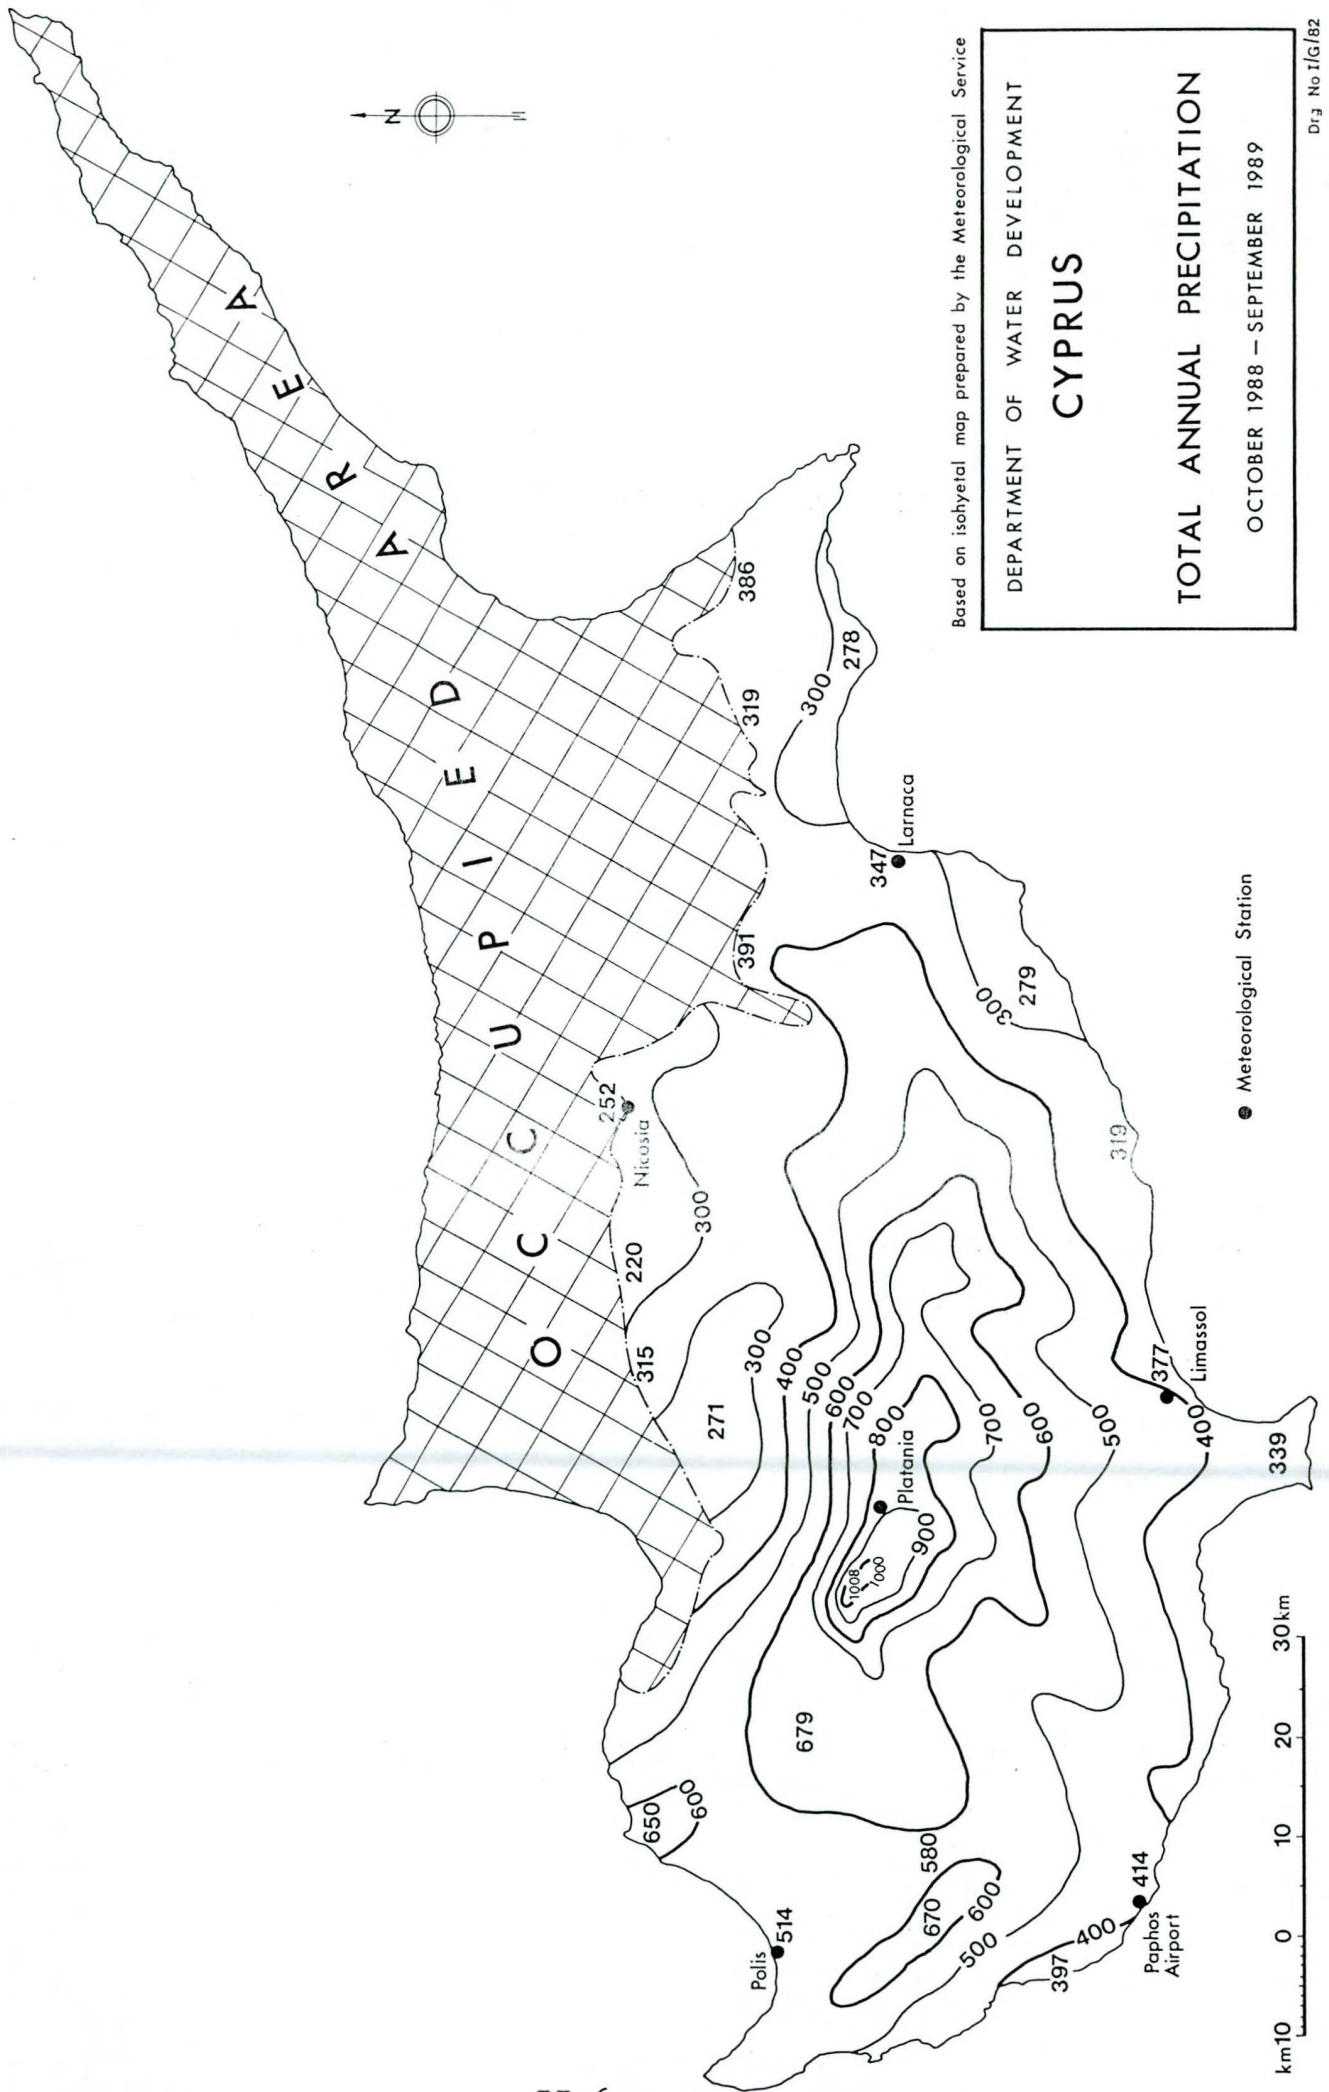 Based on isohyetal map prepared by the Meteorological Service
DEPARTMENT OF WATER DEVELOPMENT
CYPRUS
TOTAL ANNUAL PRECIPITATION
OCTOBER 1988 — SEPTEMBER 1989
Drg No I/G/82
N
OCCUPIED AREA
386
319
278
300
391
347
Larnaca
279
300
252
Nicosia
300
220
315
271
300
400
500
600
700
800
Platania
900
1008
1000
700
600
500
400
319
377
Limassol
339
679
650
600
580
670
600
500
514
Polis
397
400
414
Paphos
Airport
● Meteorological Station
km10 0 10 20 30km